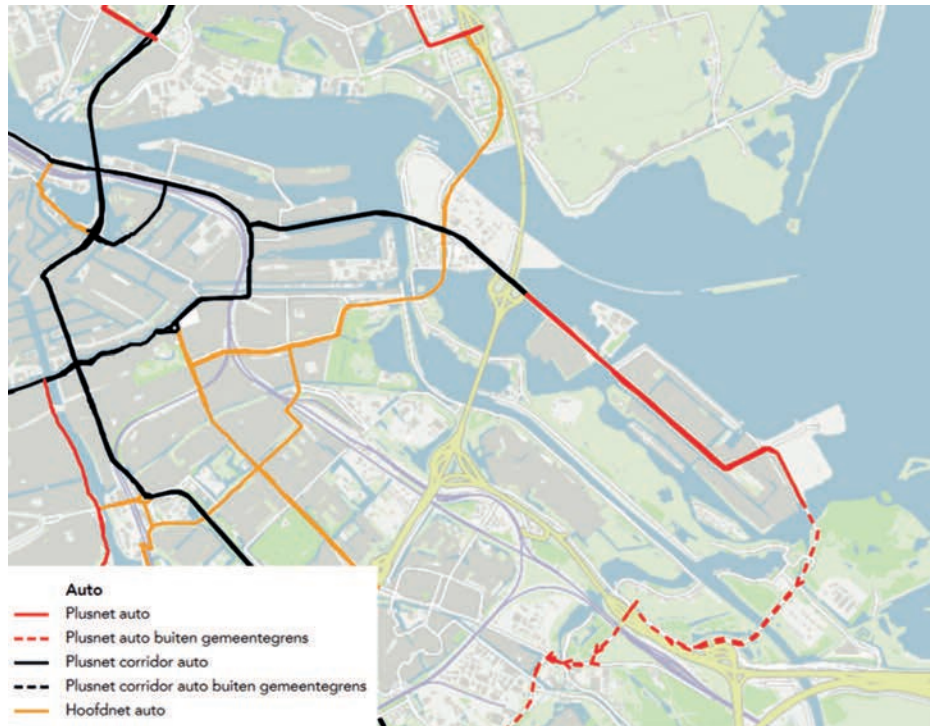 Auto
Plusnet auto
Plusnet auto buiten gemeentegrens
Plusnet corridor auto
Plusnet corridor auto buiten gemeentegrens
Hoofdnet auto